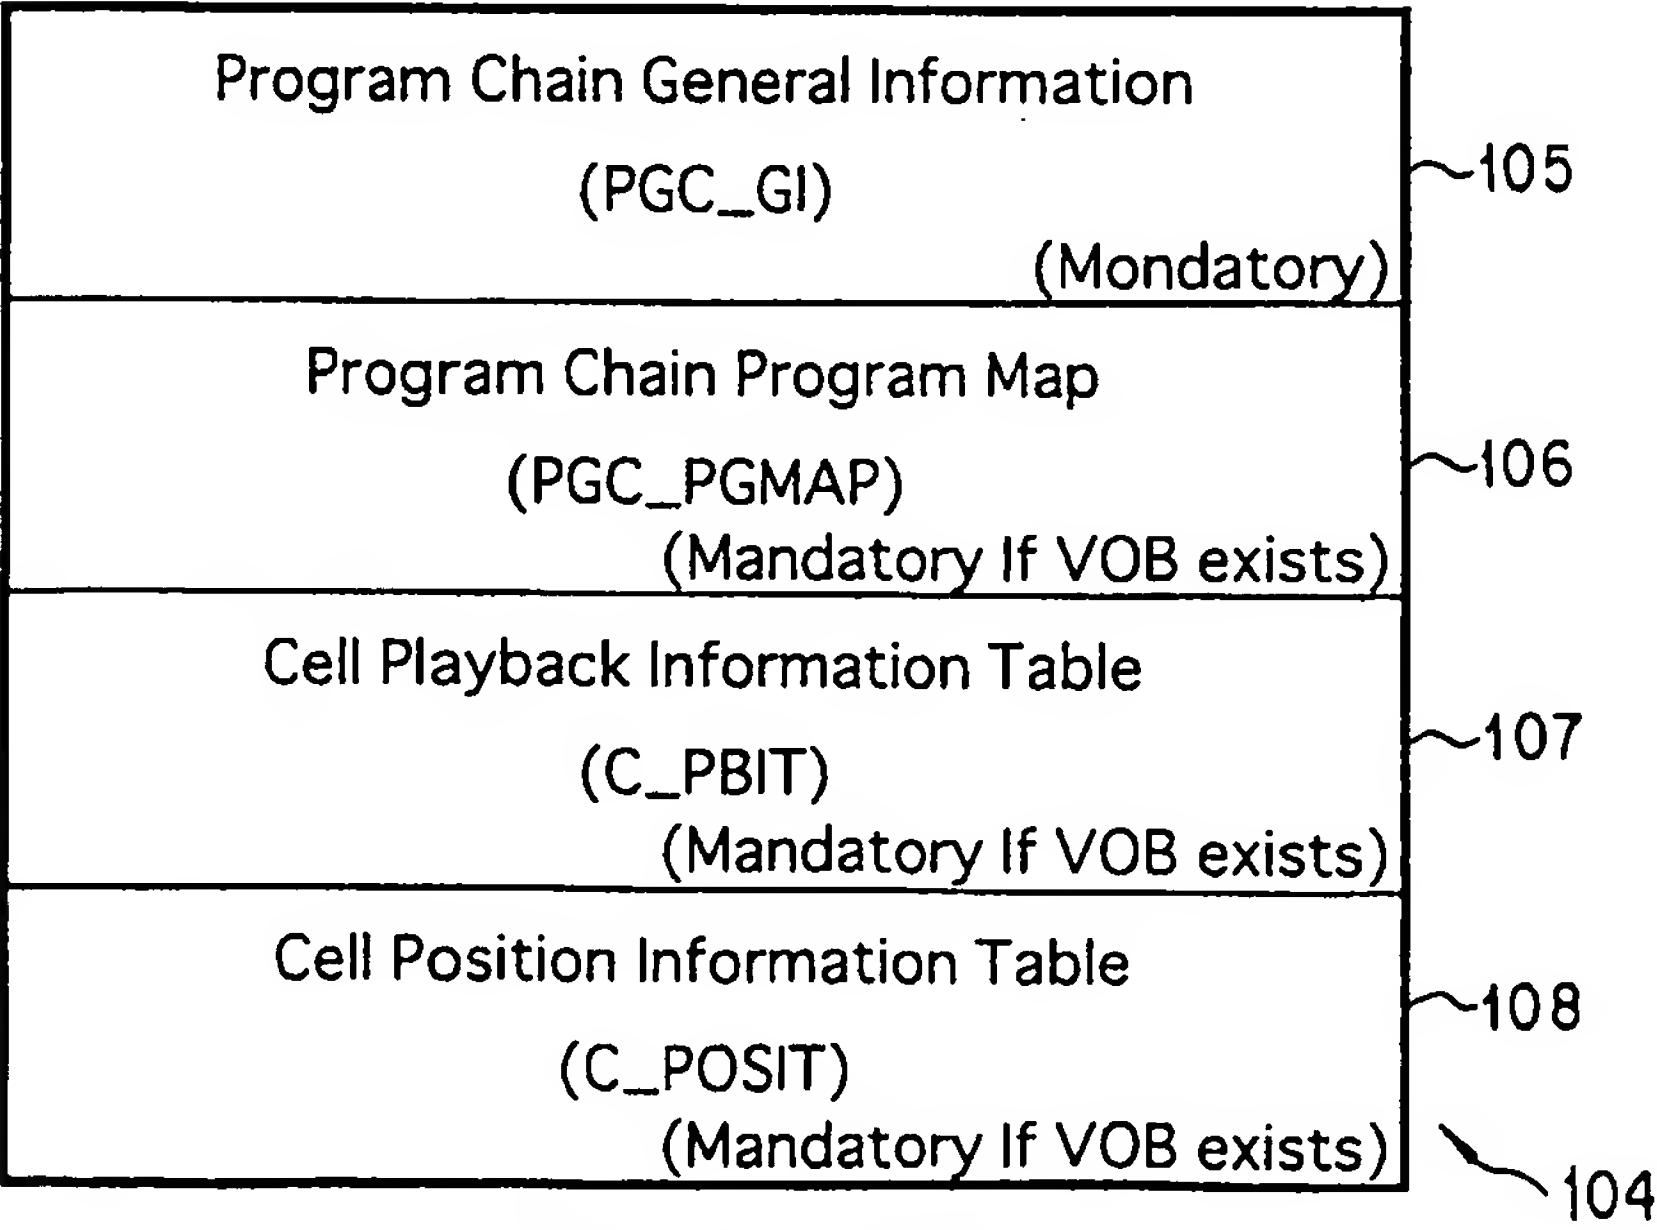 Program Chain General Information
(PGC_GI)
105
(Mondatory)
Program Chain Program Map
(PGC_PGMAP)
106
(Mandatory If VOB exists)
Cell Playback Information Table
(C_PBIT)
107
(Mandatory If VOB exists)
Cell Position Information Table
108
(C_POSIT)
(Mandatory If VOB exists)
104